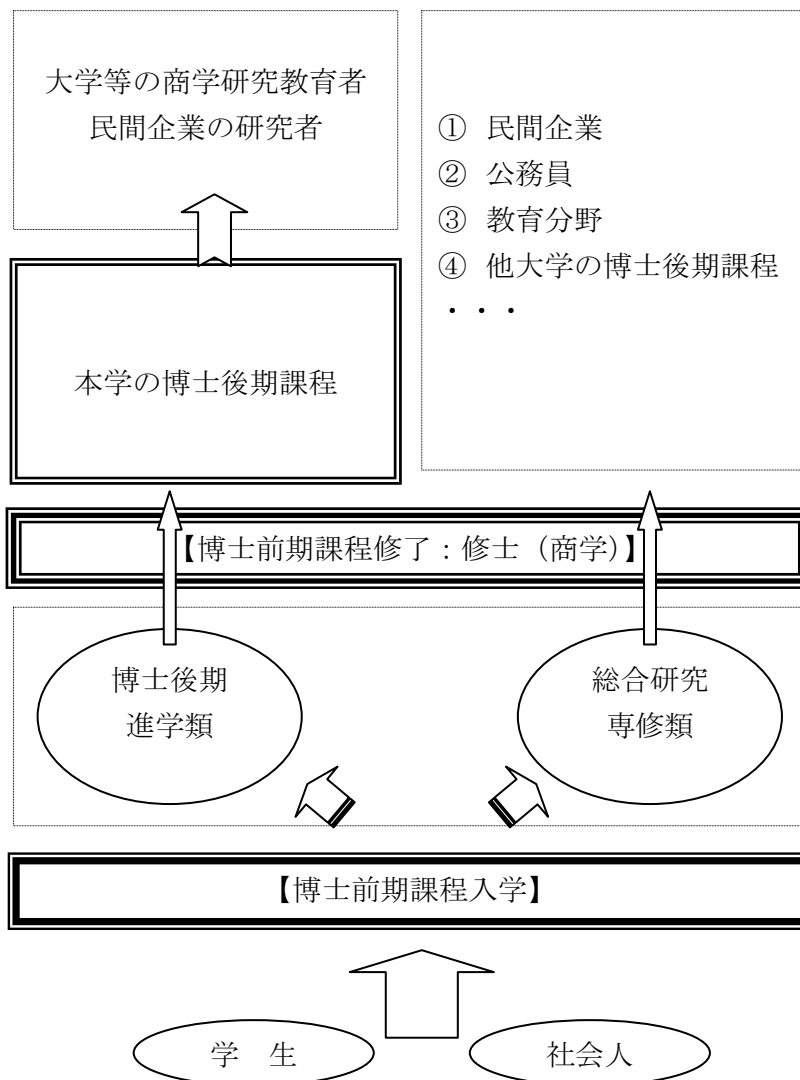 大学等の商学研究教育者
民間企業の研究者
① 民間企業
② 公務員
③ 教育分野
④ 他大学の博士後期課程
・・・
本学の博士後期課程
【博士前期課程修了：修士（商学）】
博士後期
進学類
総合研究
専修類
【博士前期課程入学】
学　生
社会人